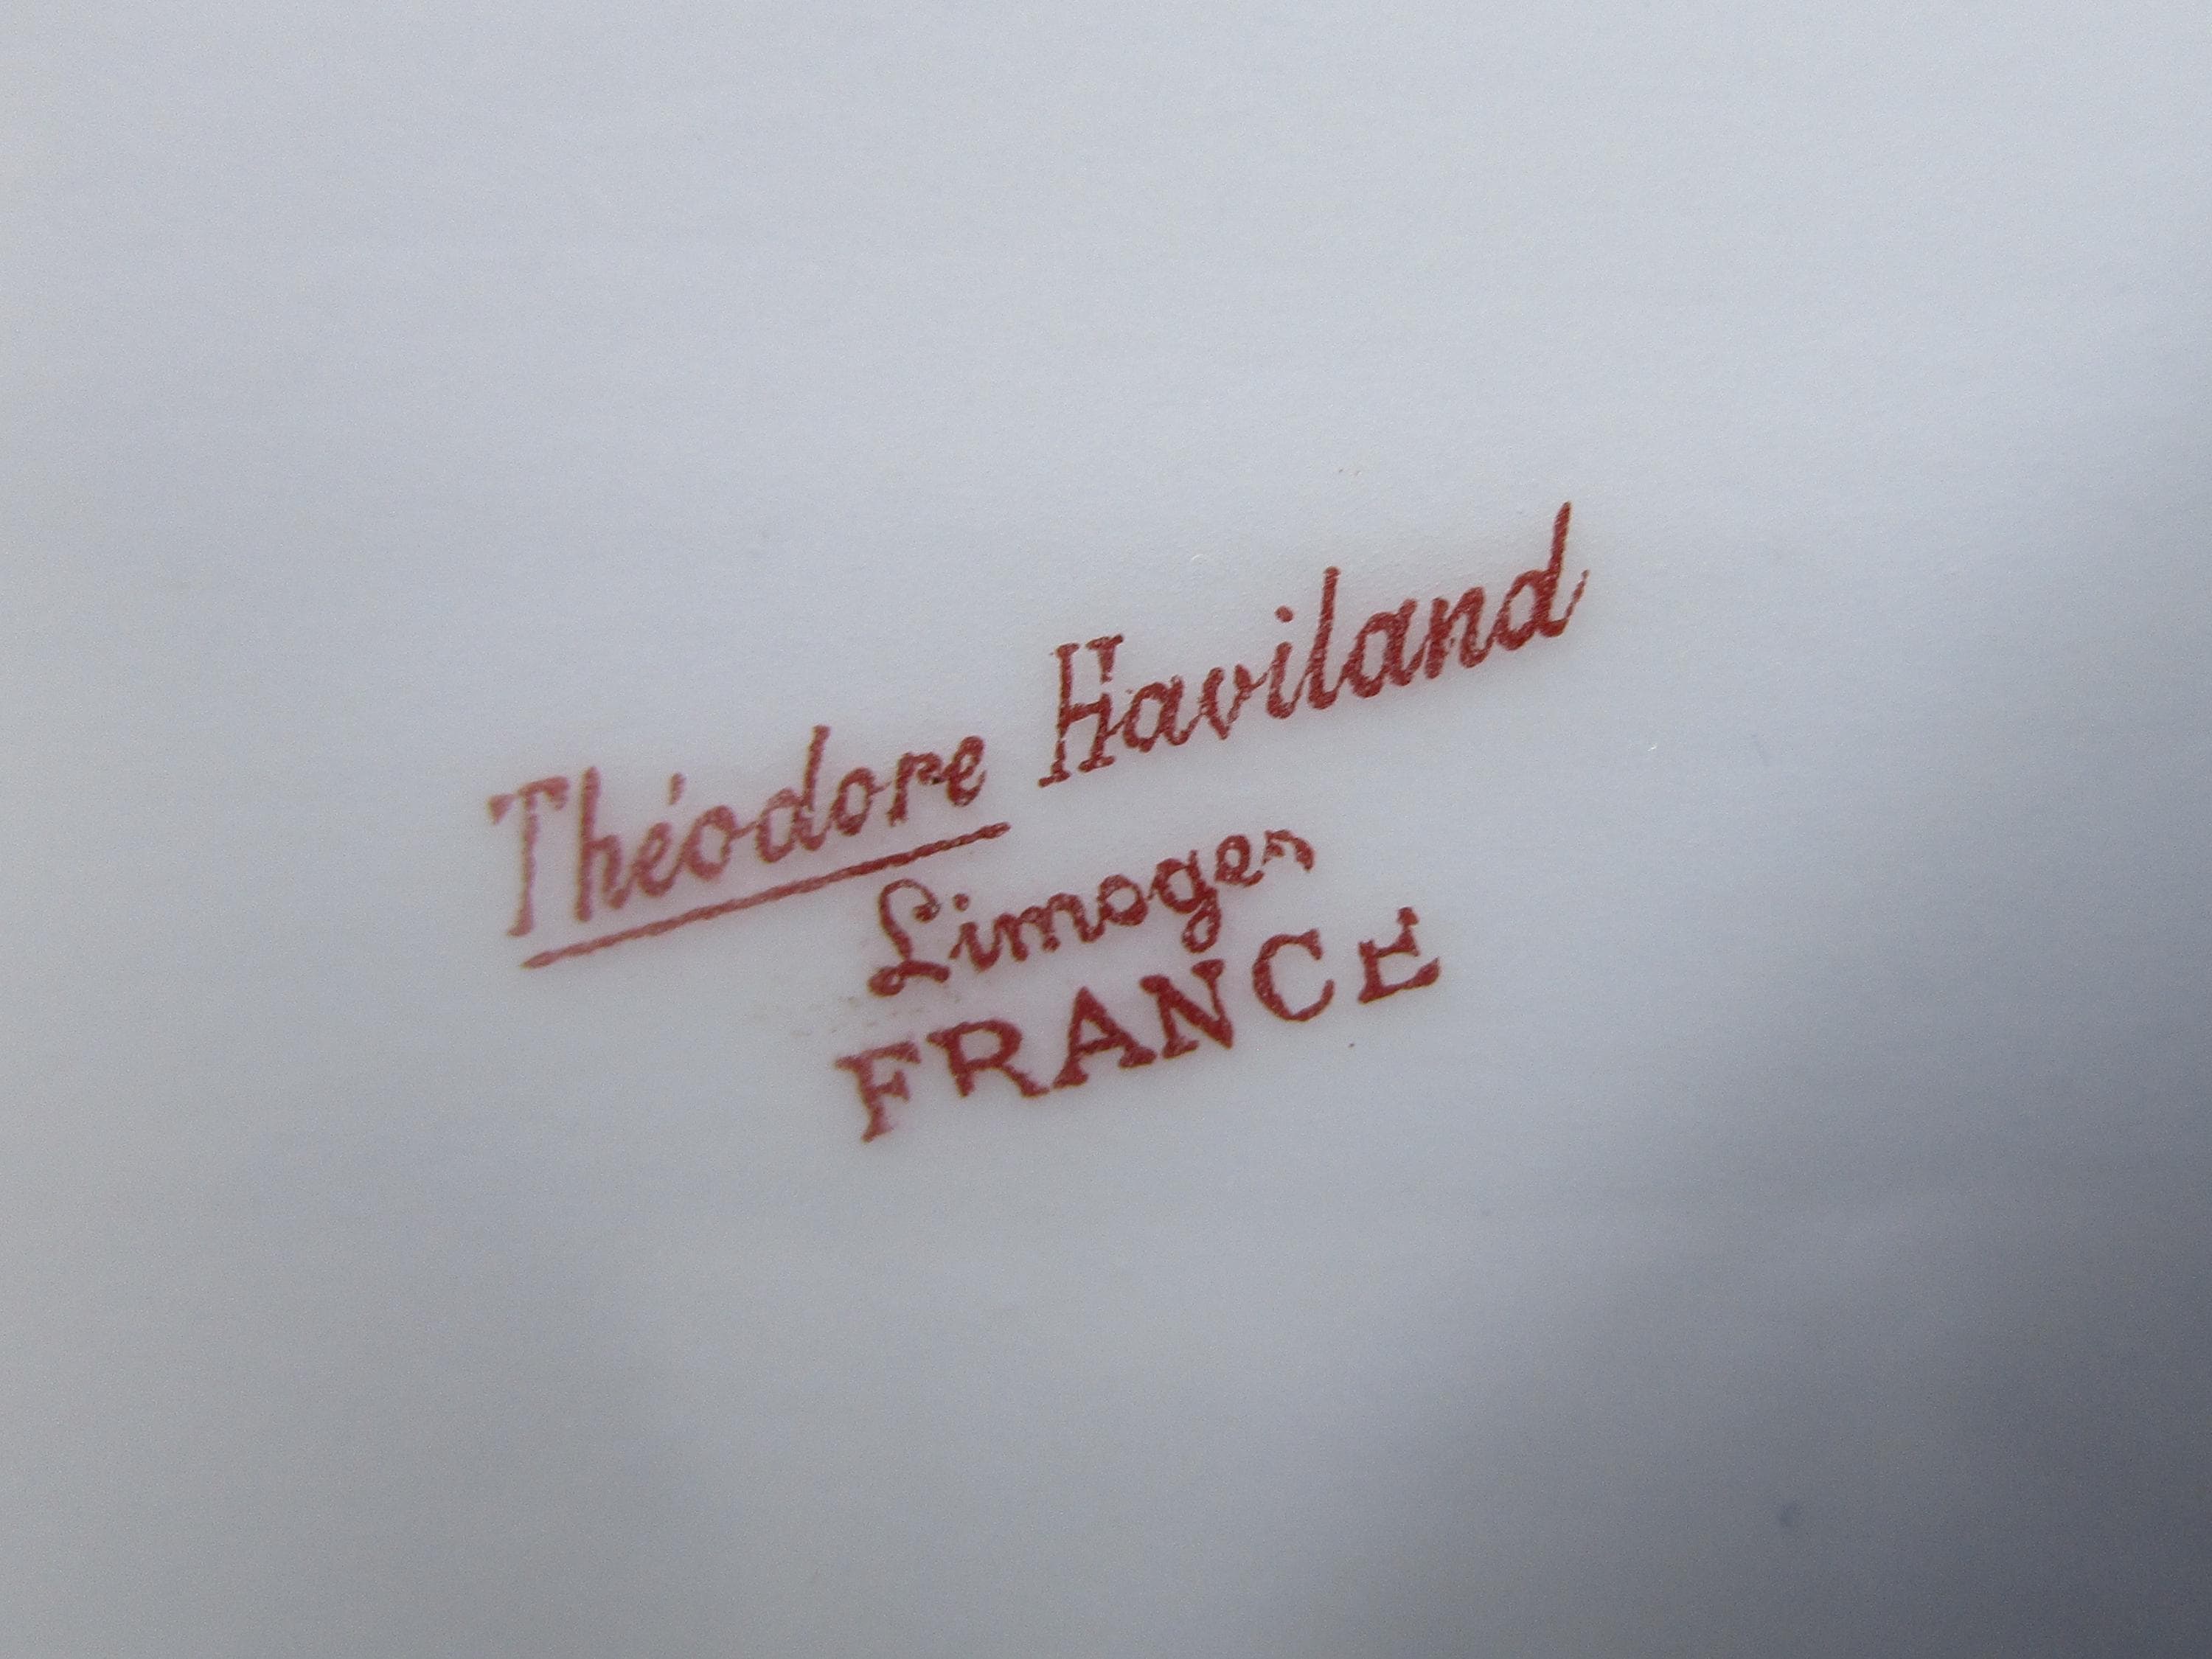 Théodore Haviland
Limoges
FRANCE